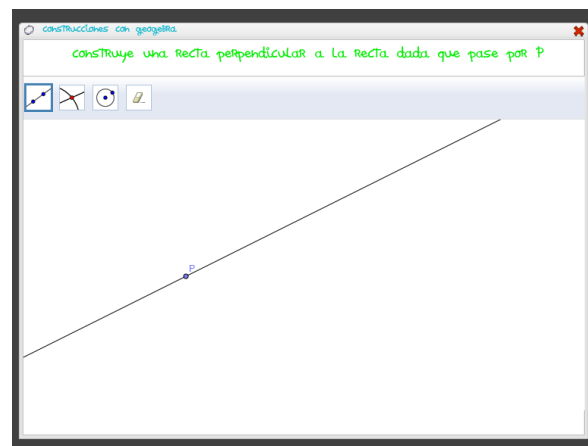 construcciones con geogebra
construye una recta perpendicular a la recta dada que pase por P
P